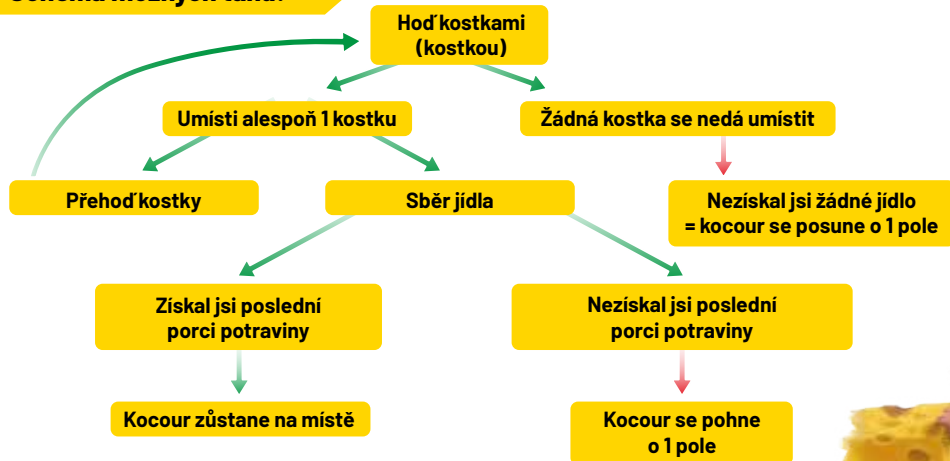 Hoď kostkami
(kostkou)
Umísti alespoň 1 kostku
Žádná kostka se nedá umístit
Přehoď kostky
Sběr jídla
Nezískal jsi žádné jídlo
= kocour se posune o 1 pole
Získal jsi poslední
porci potraviny
Nezískal jsi poslední
porci potraviny
Kocour zůstane na místě
Kocour se pohne
o 1 pole